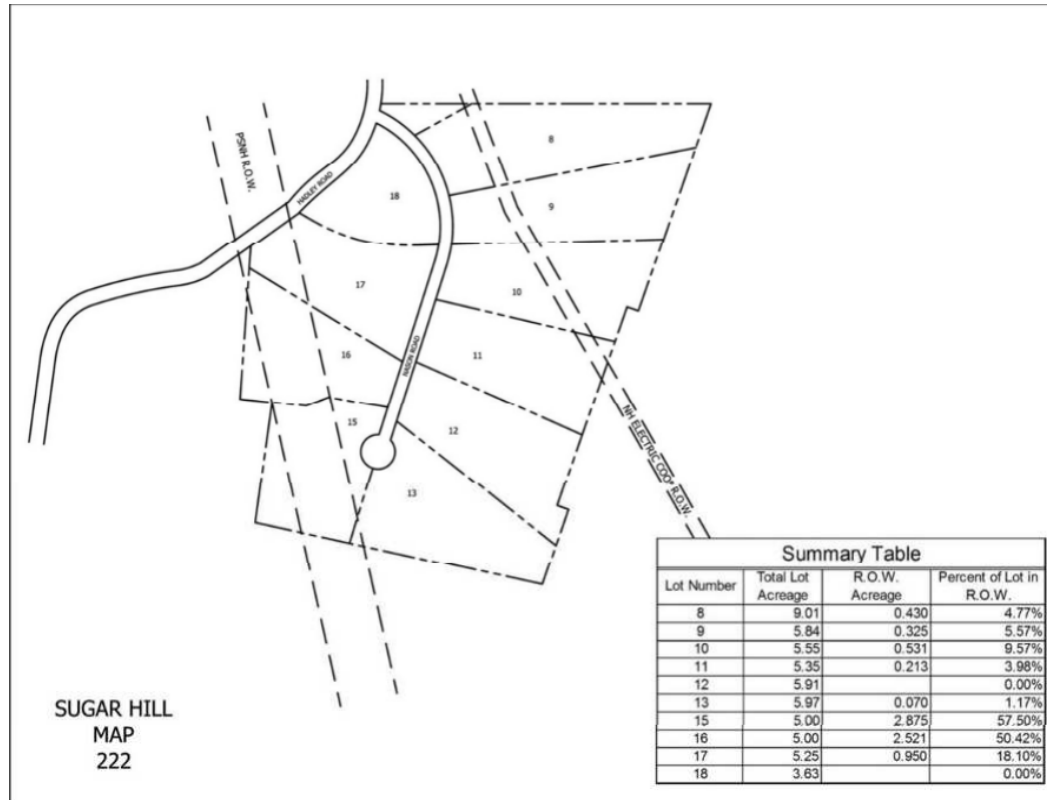 PSNH R.O.W.
HADLEY ROAD
8
18
9
17
10
NASON ROAD
16
11
15
12
NH ELECTRIC COOP R.O.W.
13
Summary Table
Lot Number Total Lot Acreage R.O.W. Acreage Percent of Lot in R.O.W.
8 9.01 0.430 4.77%
9 5.84 0.325 5.57%
10 5.55 0.531 9.57%
11 5.35 0.213 3.98%
12 5.91 0.00%
13 5.97 0.070 1.17%
15 5.00 2.875 57.50%
16 5.00 2.521 50.42%
17 5.25 0.950 18.10%
18 3.63 0.00%
SUGAR HILL
MAP
222